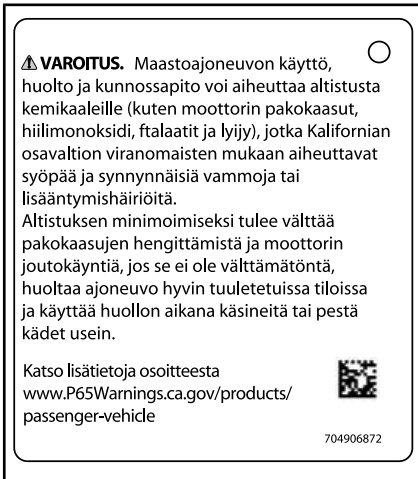 ⚠ VAROITUS. Maastoajoneuvon käyttö,
huolto ja kunnossapito voi aiheuttaa altistusta
kemikaaleille (kuten moottorin pakokaasut,
hiilimonoksidi, ftalaatit ja lyijy), jotka Kalifornian
osavaltion viranomaisten mukaan aiheuttavat
syöpää ja synnynnäisiä vammoja tai
lisääntymishäiriöitä.
Altistuksen minimoimiseksi tulee välttää
pakokaasujen hengittämistä ja moottorin
joutokäyntiä, jos se ei ole välttämätöntä,
huoltaa ajoneuvo hyvin tuuletetuissa tiloissa
ja käyttää huollon aikana käsineitä tai pestä
kädet usein.
Katso lisätietoja osoitteesta
www.P65Warnings.ca.gov/products/
passenger-vehicle
704906872